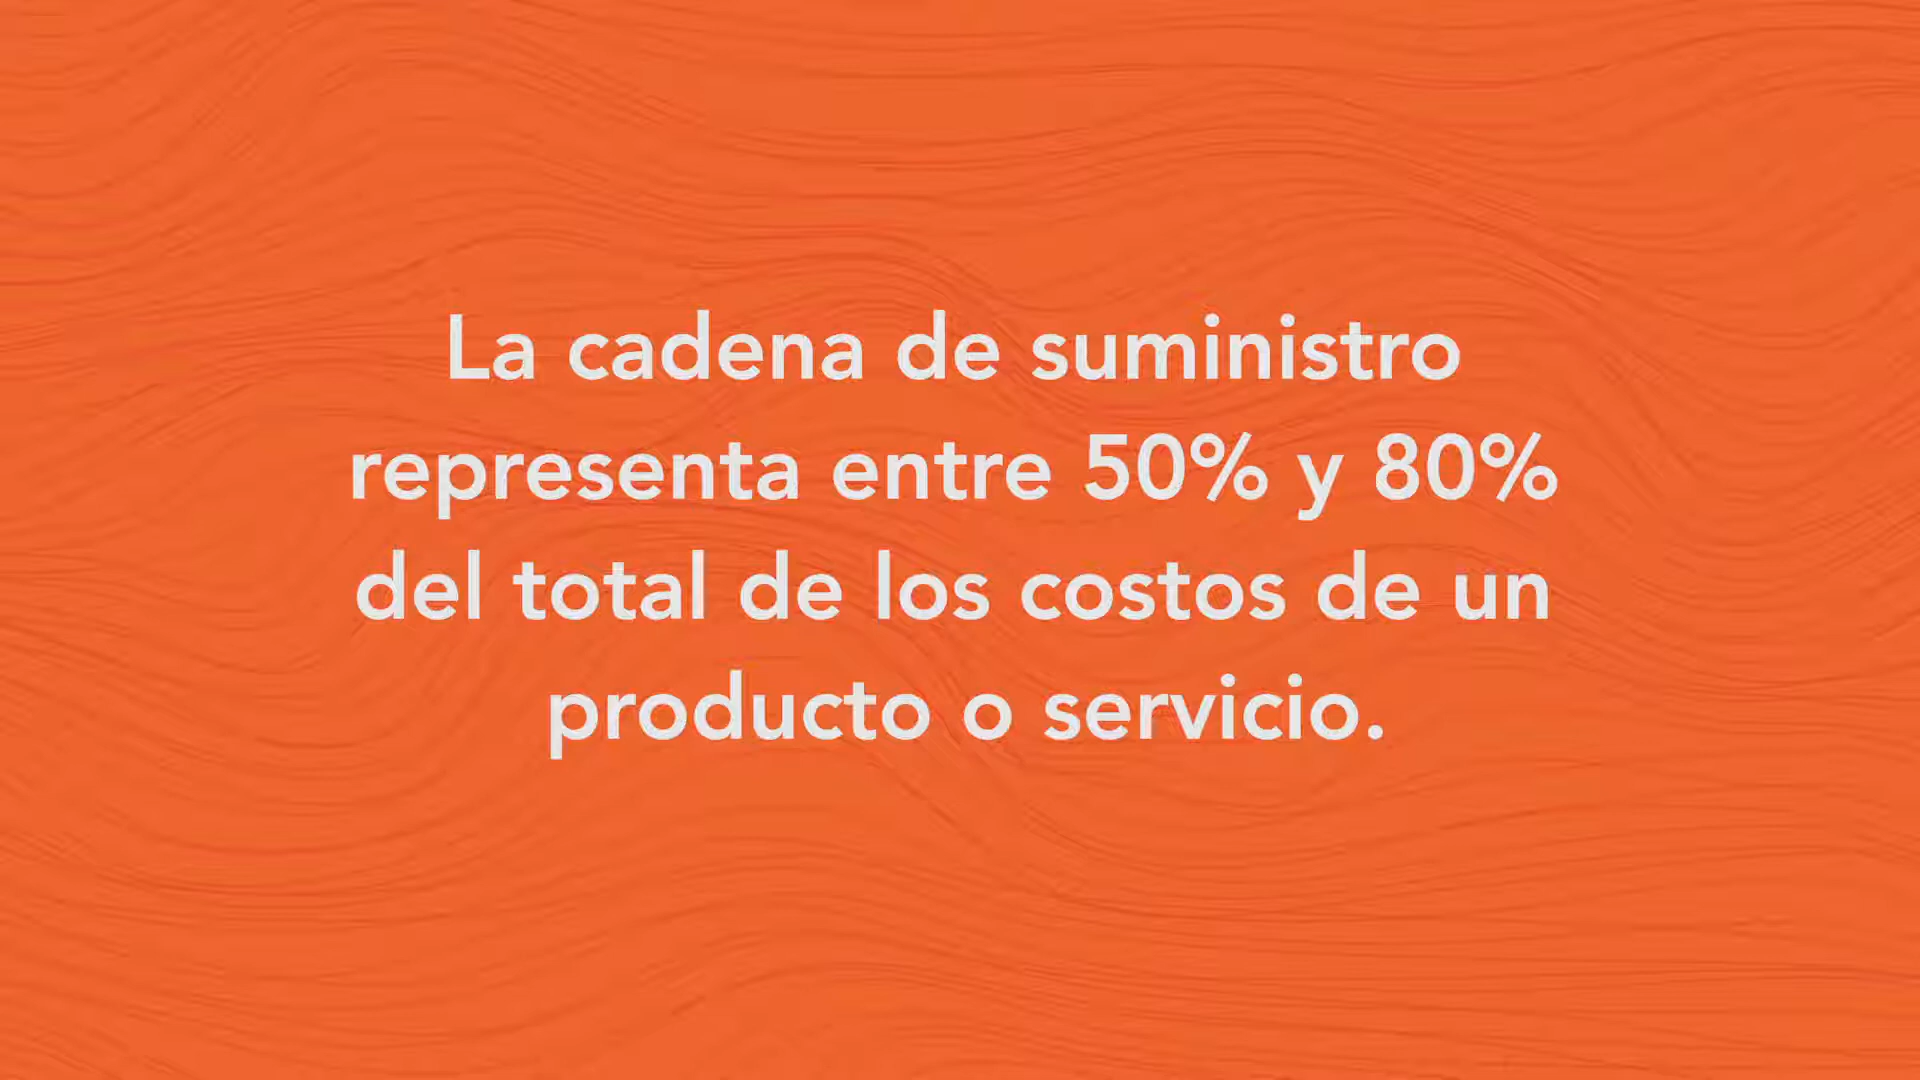 La cadena de suministro
representa entre 50% y 80%
del total de los costos de un
producto o servicio.